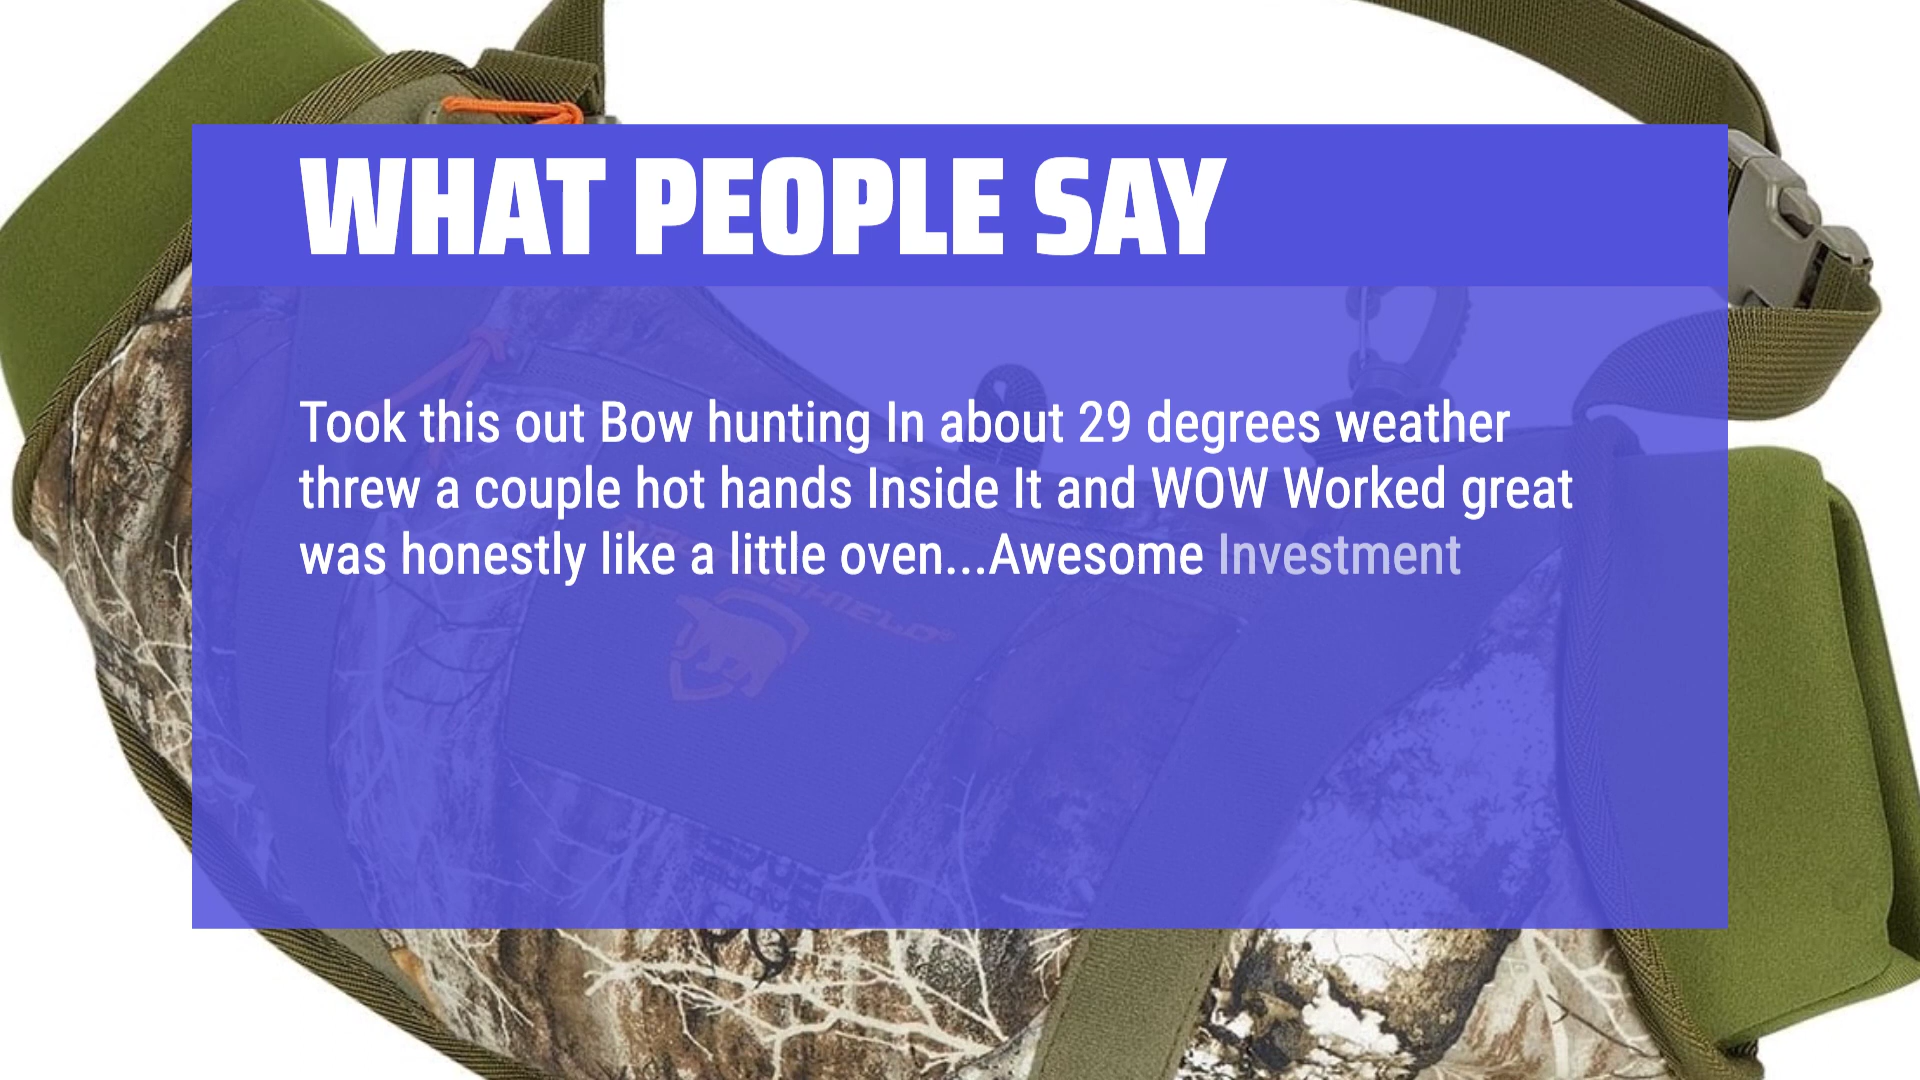 WHAT PEOPLE SAY
Took this out Bow hunting In about 29 degrees weather
threw a couple hot hands Inside It and WOW Worked great
was honestly like a little oven...Awesome Investment
SHIELD®